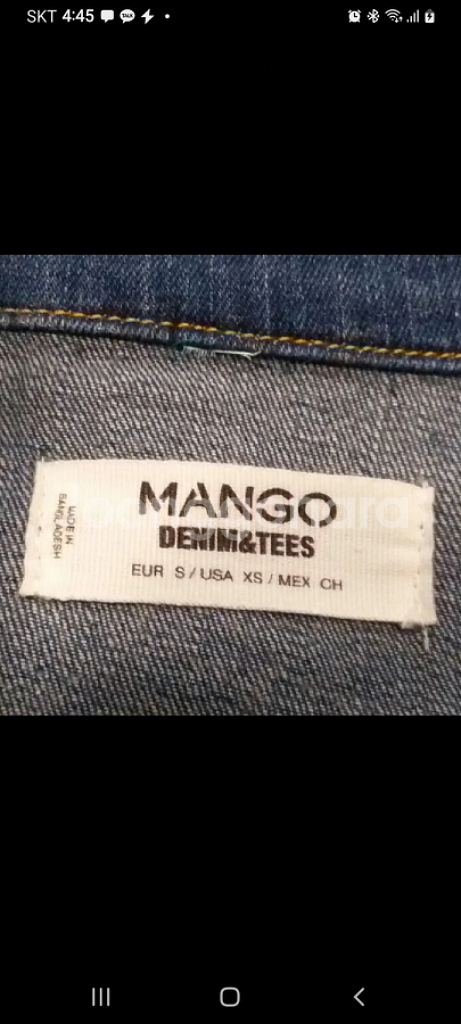 SKT 4:45
MANGO
DENIM&TEES
EUR S / USA XS / MEX CH
MADE IN
BANGLADESH